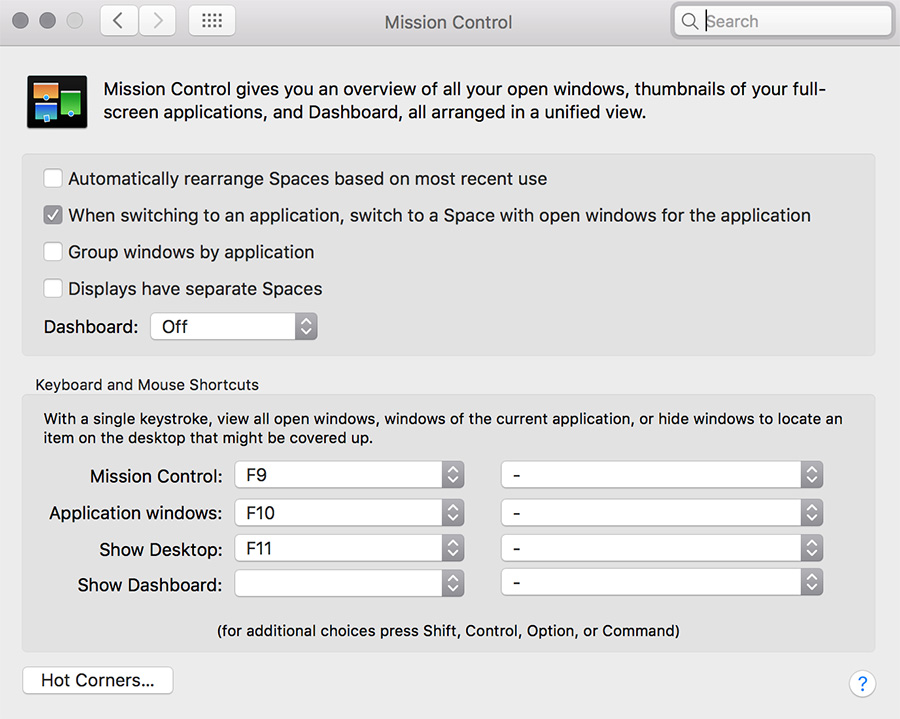 Mission Control
Search
Mission Control gives you an overview of all your open windows, thumbnails of your full-
screen applications, and Dashboard, all arranged in a unified view.
Automatically rearrange Spaces based on most recent use
When switching to an application, switch to a Space with open windows for the application
Group windows by application
Displays have separate Spaces
Dashboard: Off
Keyboard and Mouse Shortcuts
With a single keystroke, view all open windows, windows of the current application, or hide windows to locate an
item on the desktop that might be covered up.
Mission Control: F9 -
Application windows: F10 -
Show Desktop: F11 -
Show Dashboard: -
(for additional choices press Shift, Control, Option, or Command)
Hot Corners... ?